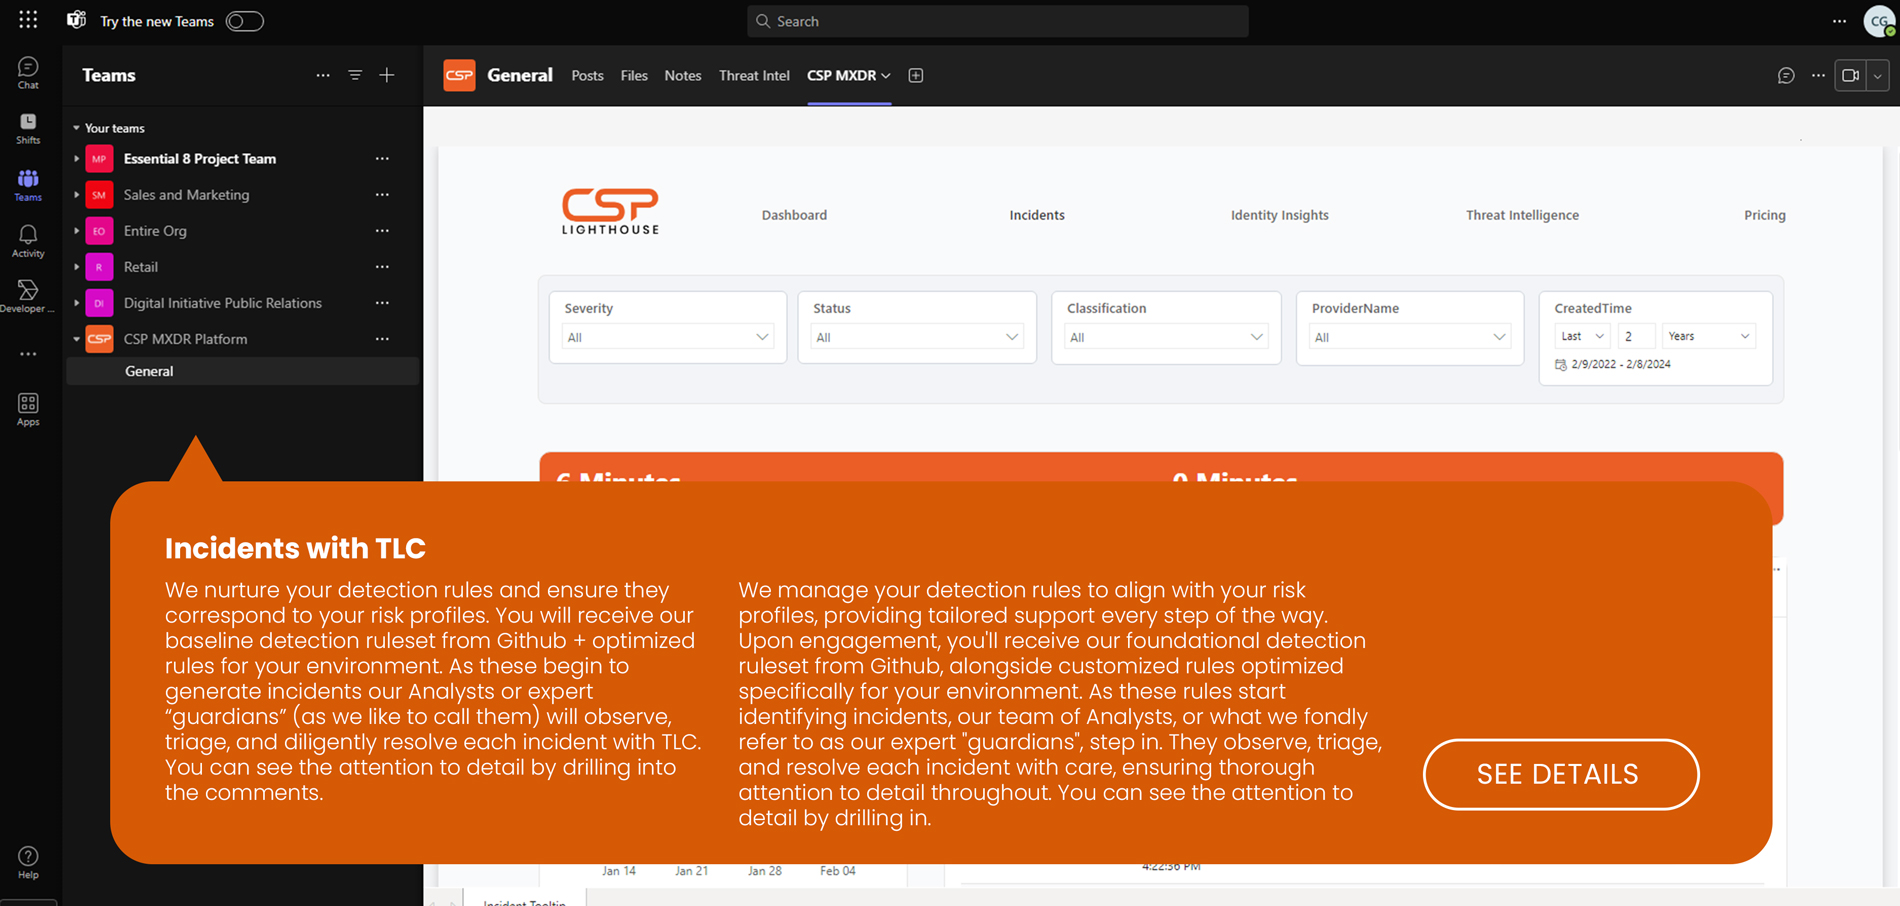 Try the new Teams
Search
CG
Chat
Shifts
Teams
Activity
Developer ...
Apps
Help
Teams
Your teams
MP Essential 8 Project Team
SM Sales and Marketing
EO Entire Org
R Retail
DI Digital Initiative Public Relations
CSP CSP MXDR Platform
General
CSP General Posts Files Notes Threat Intel CSP MXDR
CSP
LIGHTHOUSE
Dashboard Incidents Identity Insights Threat Intelligence Pricing
Severity
All
Status
All
Classification
All
ProviderName
All
CreatedTime
Last 2 Years
2/9/2022 - 2/8/2024
6 Minutes 0 Minutes
Incidents with TLC
We nurture your detection rules and ensure they
correspond to your risk profiles. You will receive our
baseline detection ruleset from Github + optimized
rules for your environment. As these begin to
generate incidents our Analysts or expert
“guardians” (as we like to call them) will observe,
triage, and diligently resolve each incident with TLC.
You can see the attention to detail by drilling into
the comments.
We manage your detection rules to align with your risk
profiles, providing tailored support every step of the way.
Upon engagement, you'll receive our foundational detection
ruleset from Github, alongside customized rules optimized
specifically for your environment. As these rules start
identifying incidents, our team of Analysts, or what we fondly
refer to as our expert "guardians", step in. They observe, triage,
and resolve each incident with care, ensuring thorough
attention to detail throughout. You can see the attention to
detail by drilling in.
SEE DETAILS
Jan 14 Jan 21 Jan 28 Feb 04
4:22:36 PM
Incident Tooltip